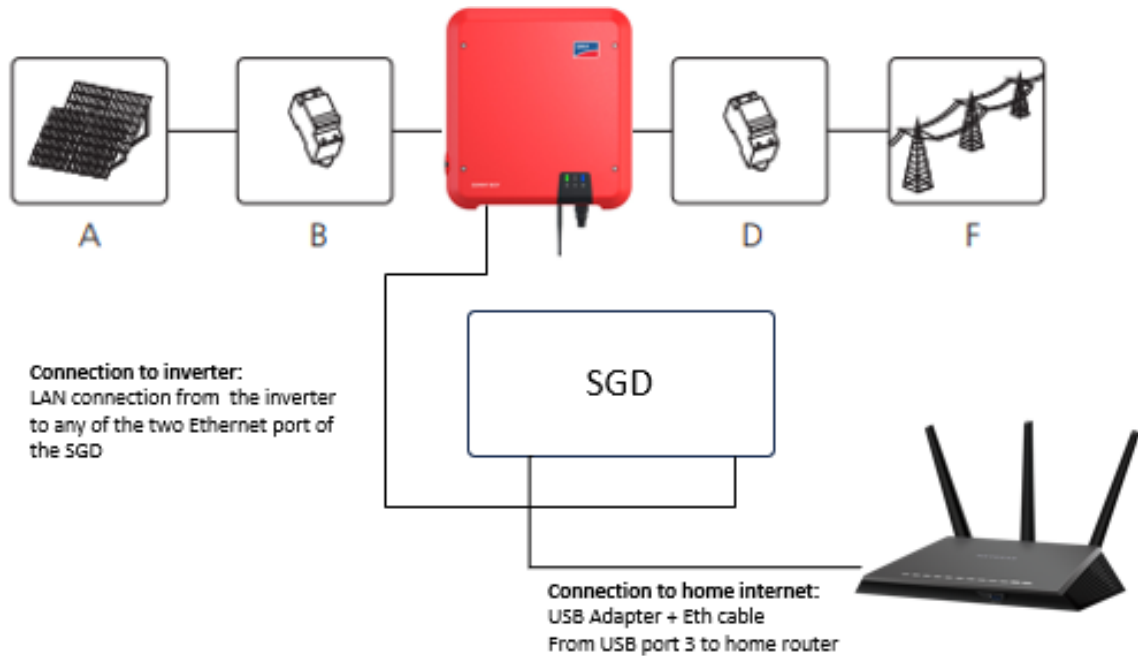 A
B
D
F
Connection to inverter:
LAN connection from  the inverter
to any of the two Ethernet port of
the SGD
SGD
Connection to home internet:
USB Adapter + Eth cable
From USB port 3 to home router